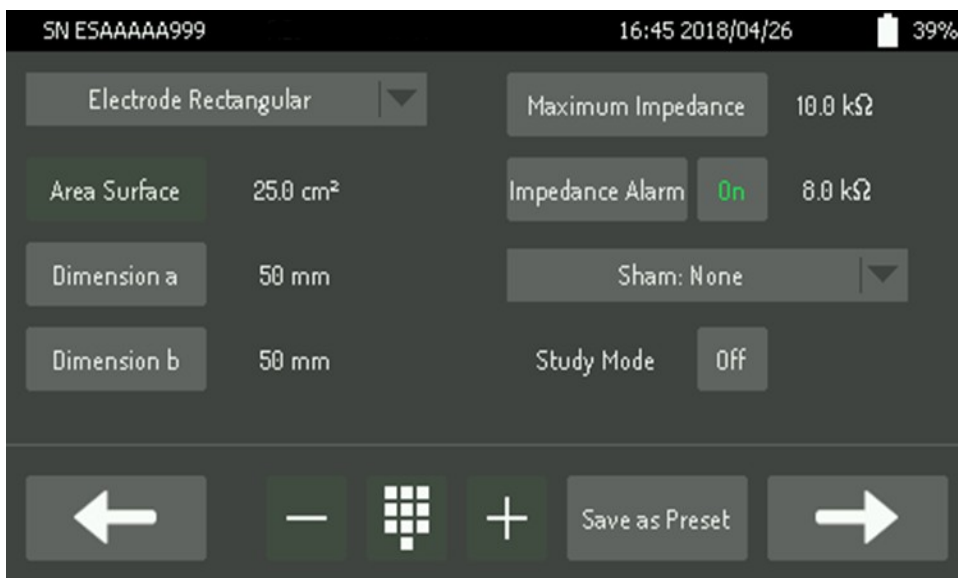 SN ESAAAAA999 16:45 2018/04/26 39%
Electrode Rectangular
Maximum Impedance 10.0 kΩ
Area Surface 25.0 cm²
Impedance Alarm On 8.0 kΩ
Dimension a 50 mm
Sham: None
Dimension b 50 mm
Study Mode Off
Save as Preset